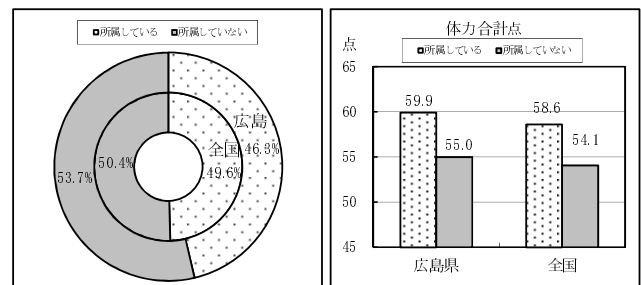 所属している 所属していない
広島
46.3%
全国
49.6%
50.4%
53.7%
体力合計点
点
所属している 所属していない
65
60
55
50
45
59.9
55.0
58.6
54.1
広島県 全国